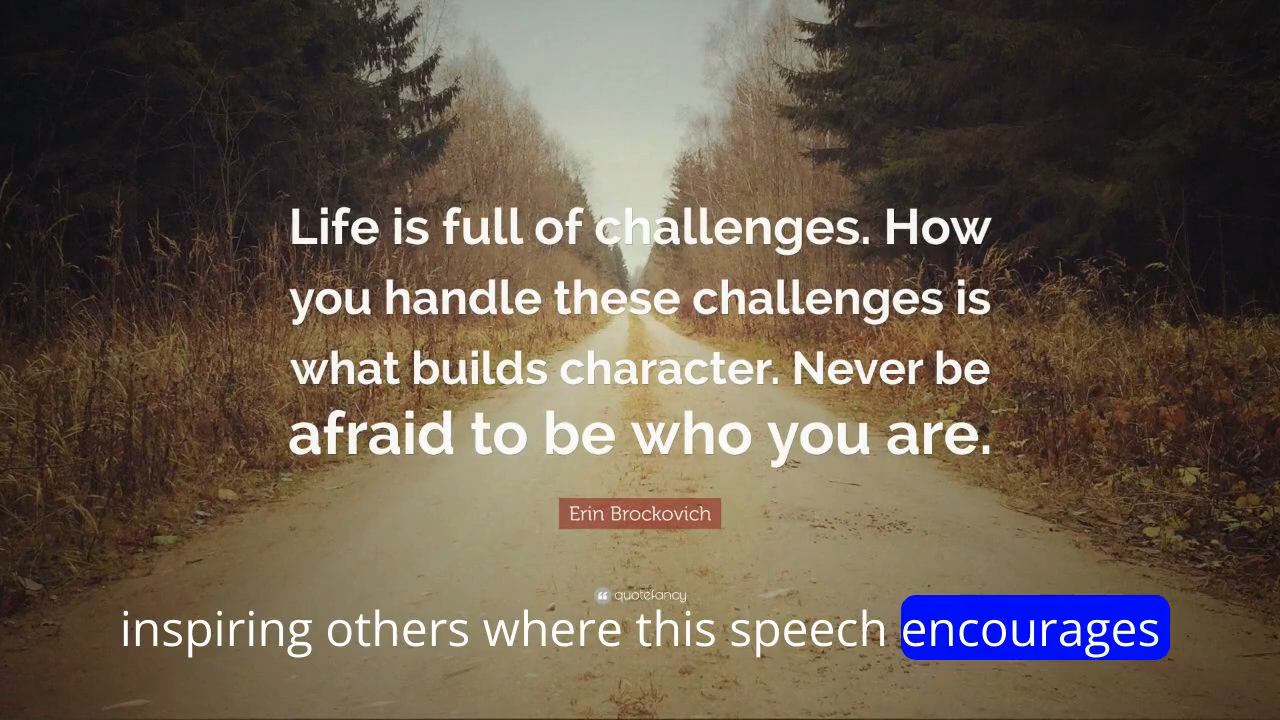 Life is full of challenges. How
you handle these challenges is
what builds character. Never be
afraid to be who you are.
Erin Brockovich
quotefancy
inspiring others where this speech encourages